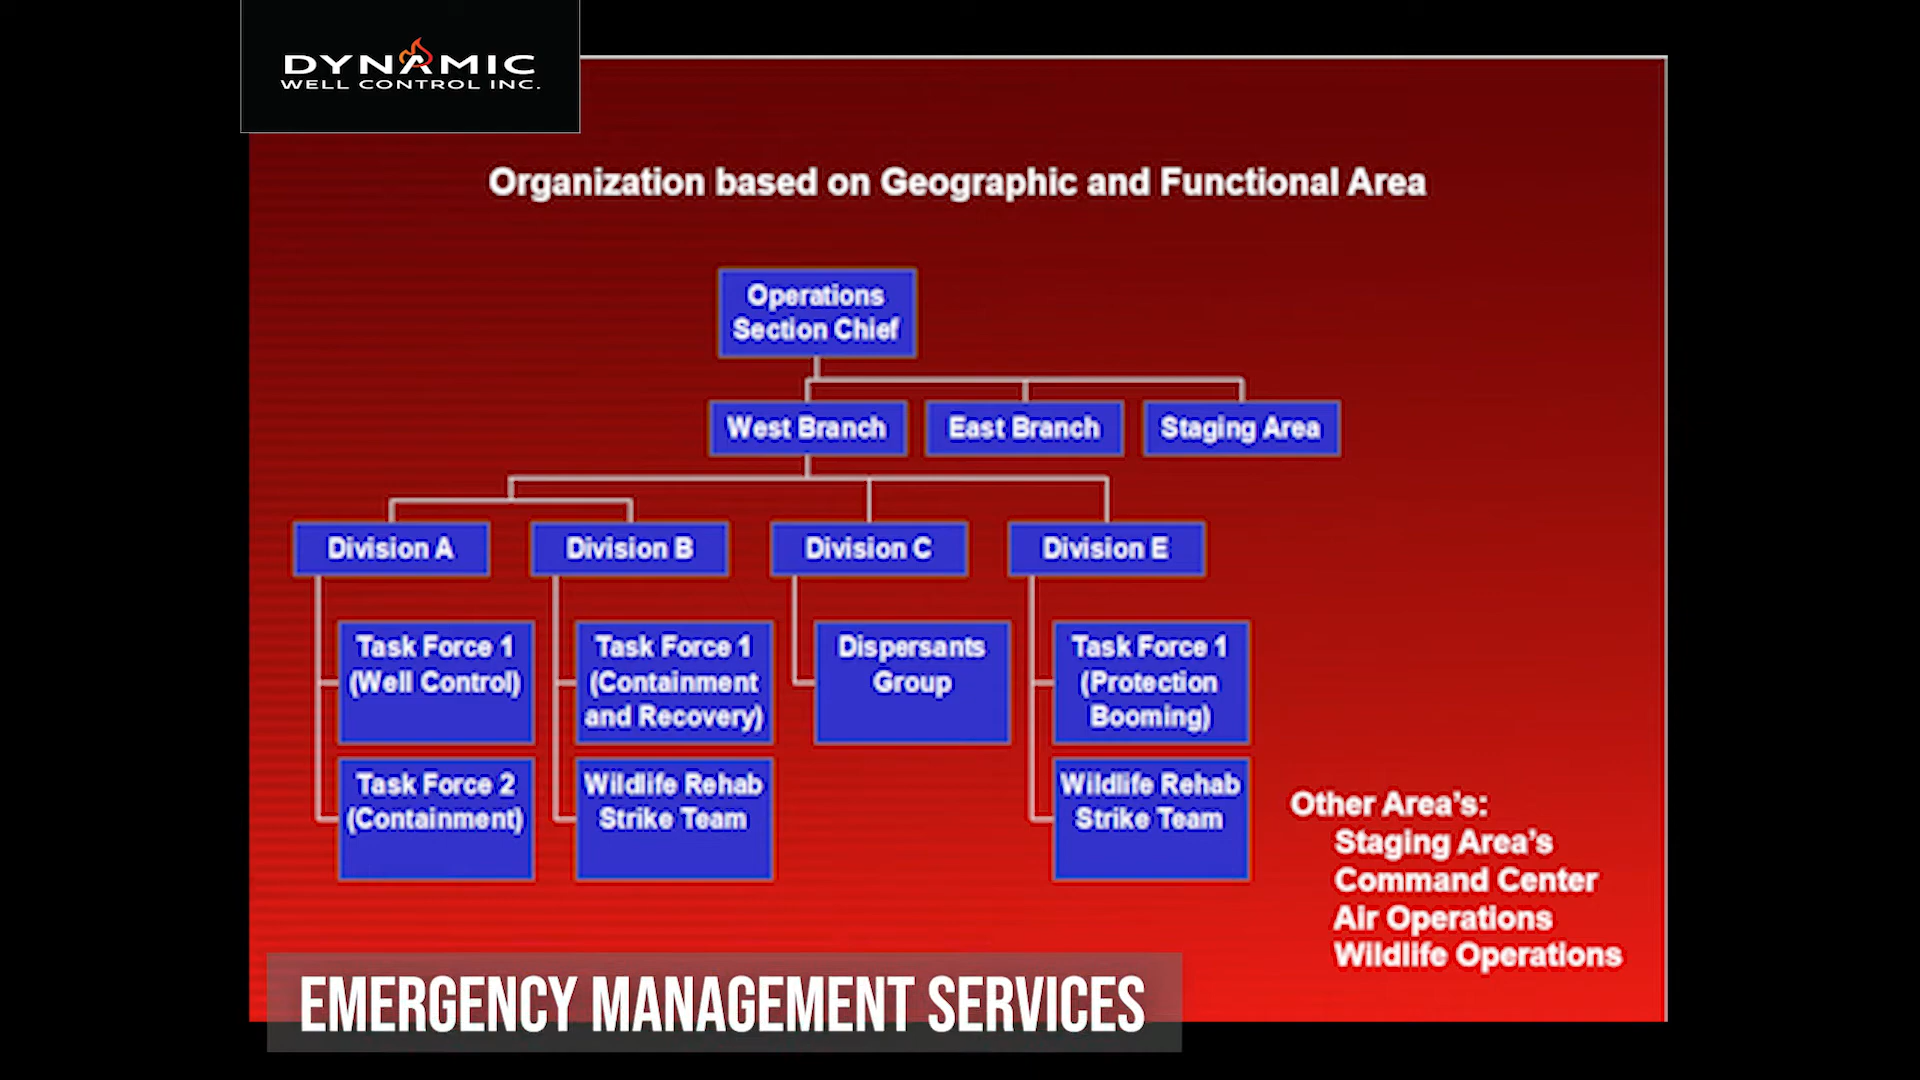 DYNAMIC
WELL CONTROL INC.
Organization based on Geographic and Functional Area
Operations
Section Chief
West Branch
East Branch
Staging Area
Division A
Division B
Division C
Division E
Task Force 1
(Well Control)
Task Force 1
(Containment
and Recovery)
Dispersants
Group
Task Force 1
(Protection
Booming)
Task Force 2
(Containment)
Wildlife Rehab
Strike Team
Wildlife Rehab
Strike Team
Other Area's:
Staging Area's
Command Center
Air Operations
Wildlife Operations
EMERGENCY MANAGEMENT SERVICES